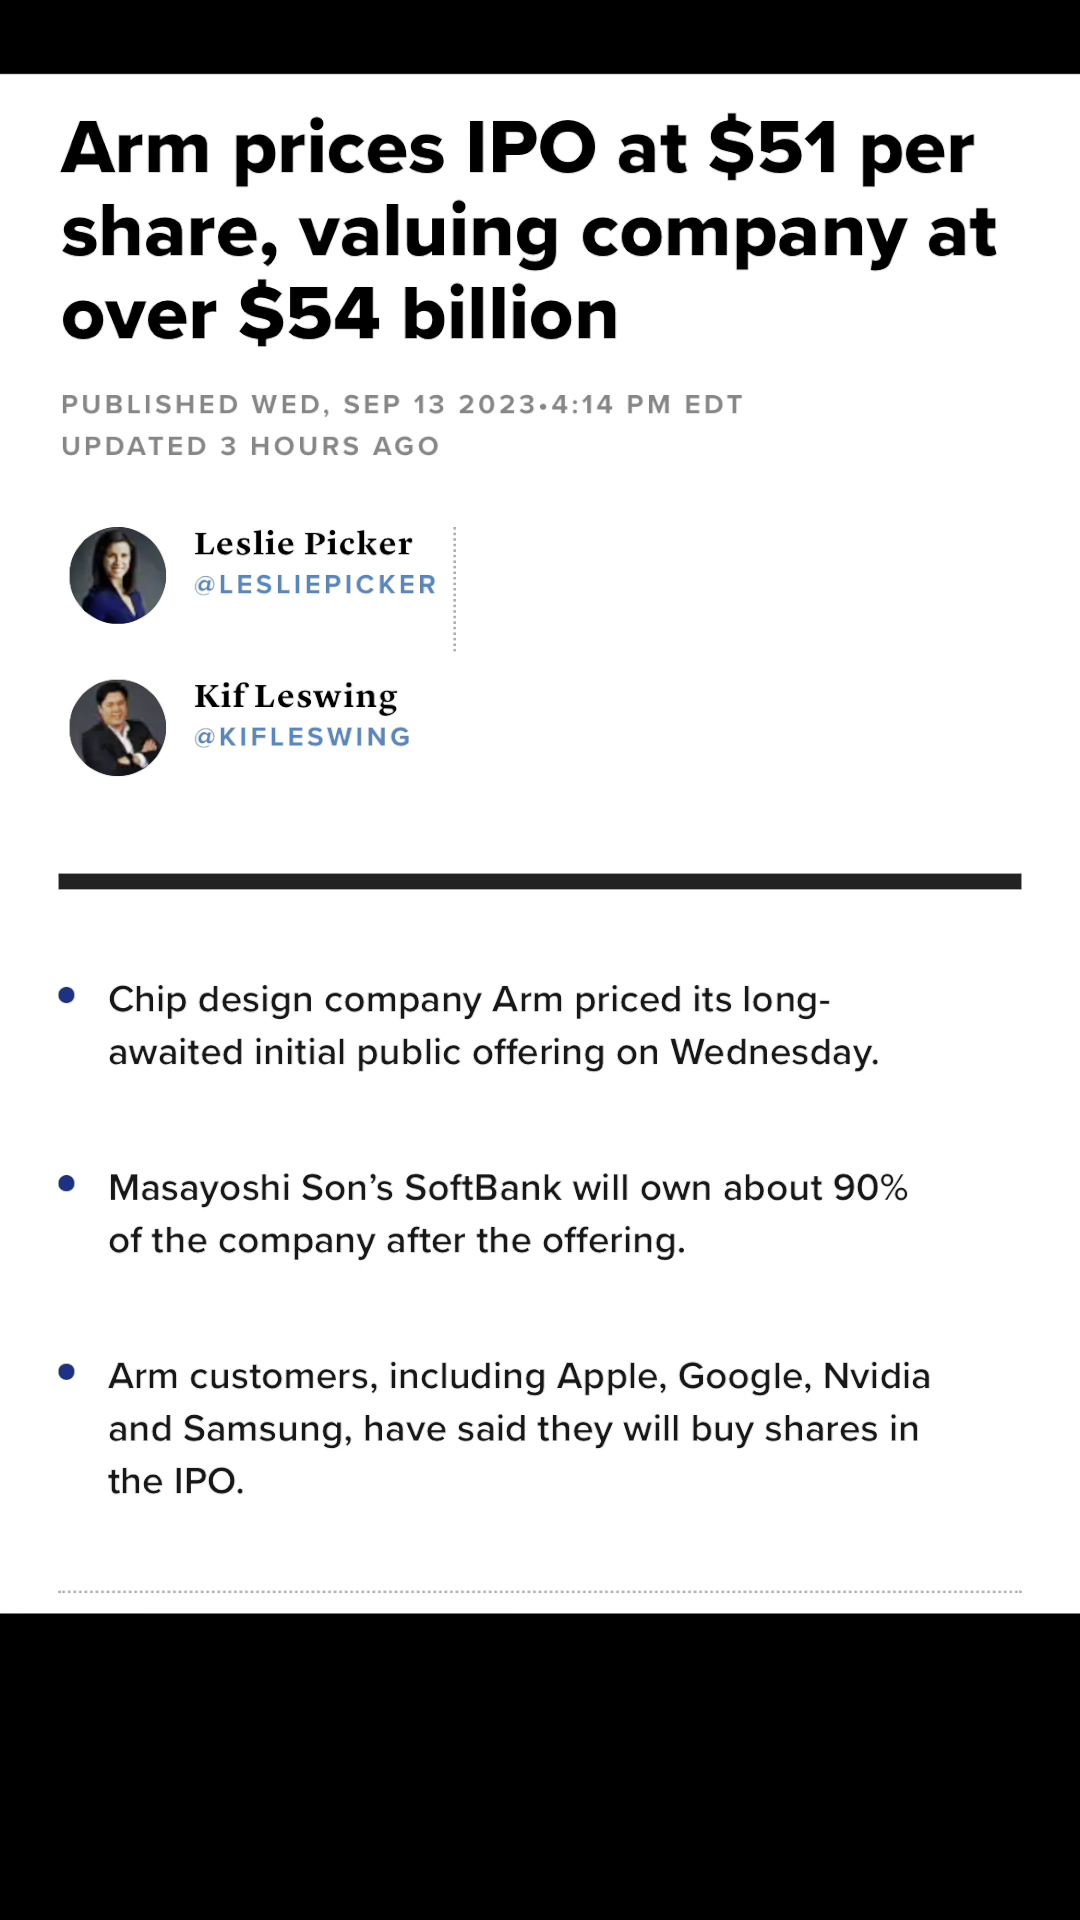 Arm prices IPO at $51 per
share, valuing company at
over $54 billion
PUBLISHED WED, SEP 13 2023•4:14 PM EDT
UPDATED 3 HOURS AGO
Leslie Picker
@LESLIEPICKER
Kif Leswing
@KIFLESWING
• Chip design company Arm priced its long-
awaited initial public offering on Wednesday.
• Masayoshi Son’s SoftBank will own about 90%
of the company after the offering.
• Arm customers, including Apple, Google, Nvidia
and Samsung, have said they will buy shares in
the IPO.